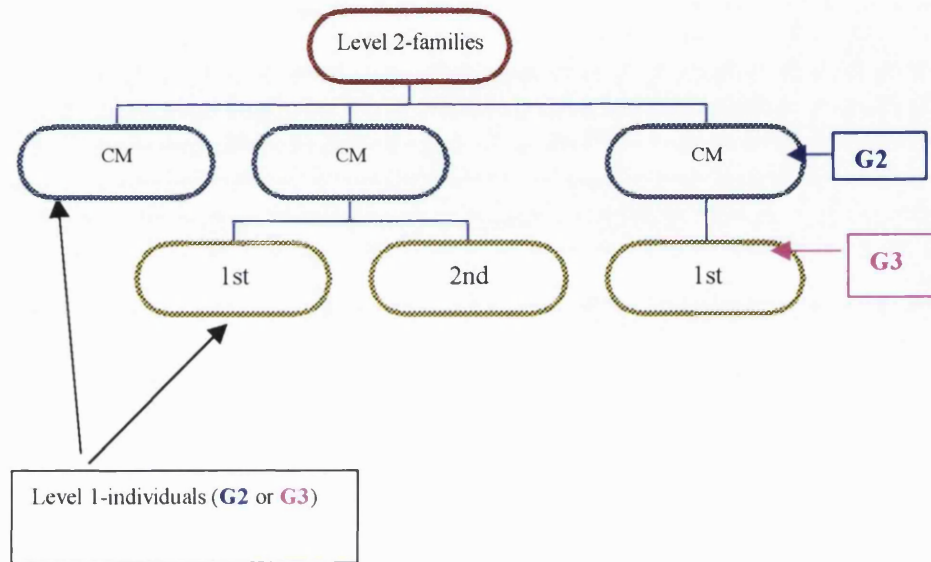 Level 2-families
CM
CM
CM
G2
1st
2nd
1st
G3
Level 1-individuals (G2 or G3)